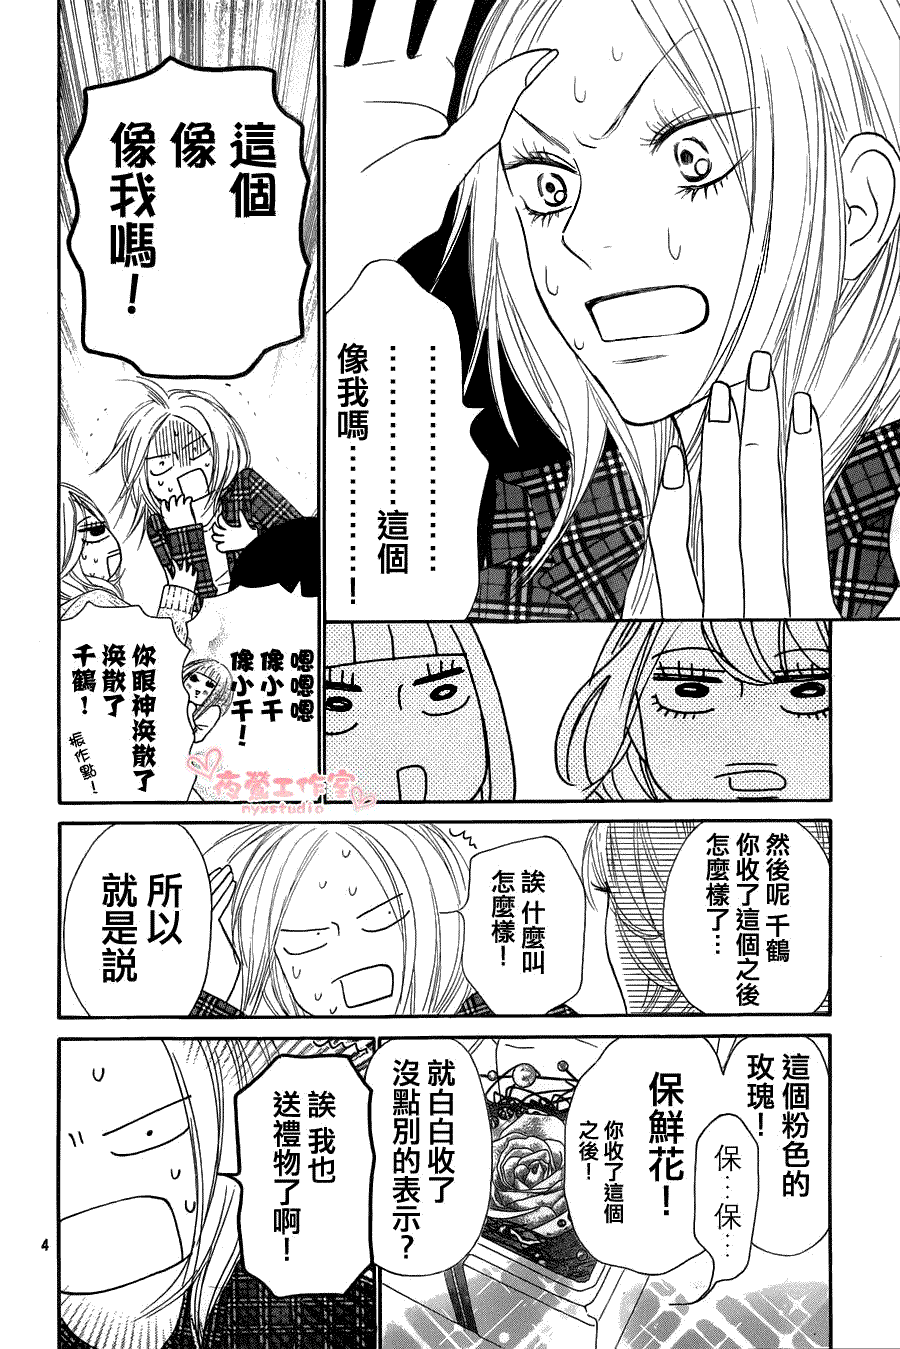 …………
…………這個
像我嗎…………！
這個
像
像我嗎！
嗯嗯嗯
像小千
像小千！
你眼神渙散了
渙散了
千鶴！
振作點！
夜鶯工作室
nyxstudio
然後呢 千鶴
你收了這個之後
怎麼樣了…
誒 什麼叫
怎麼樣！
所以
就是説
這個粉色的
玫瑰！
保…保…
保鮮花！
你收了這個
之後！
就白白收了
沒點別的表示？
誒 我也
送禮物了啊！
4